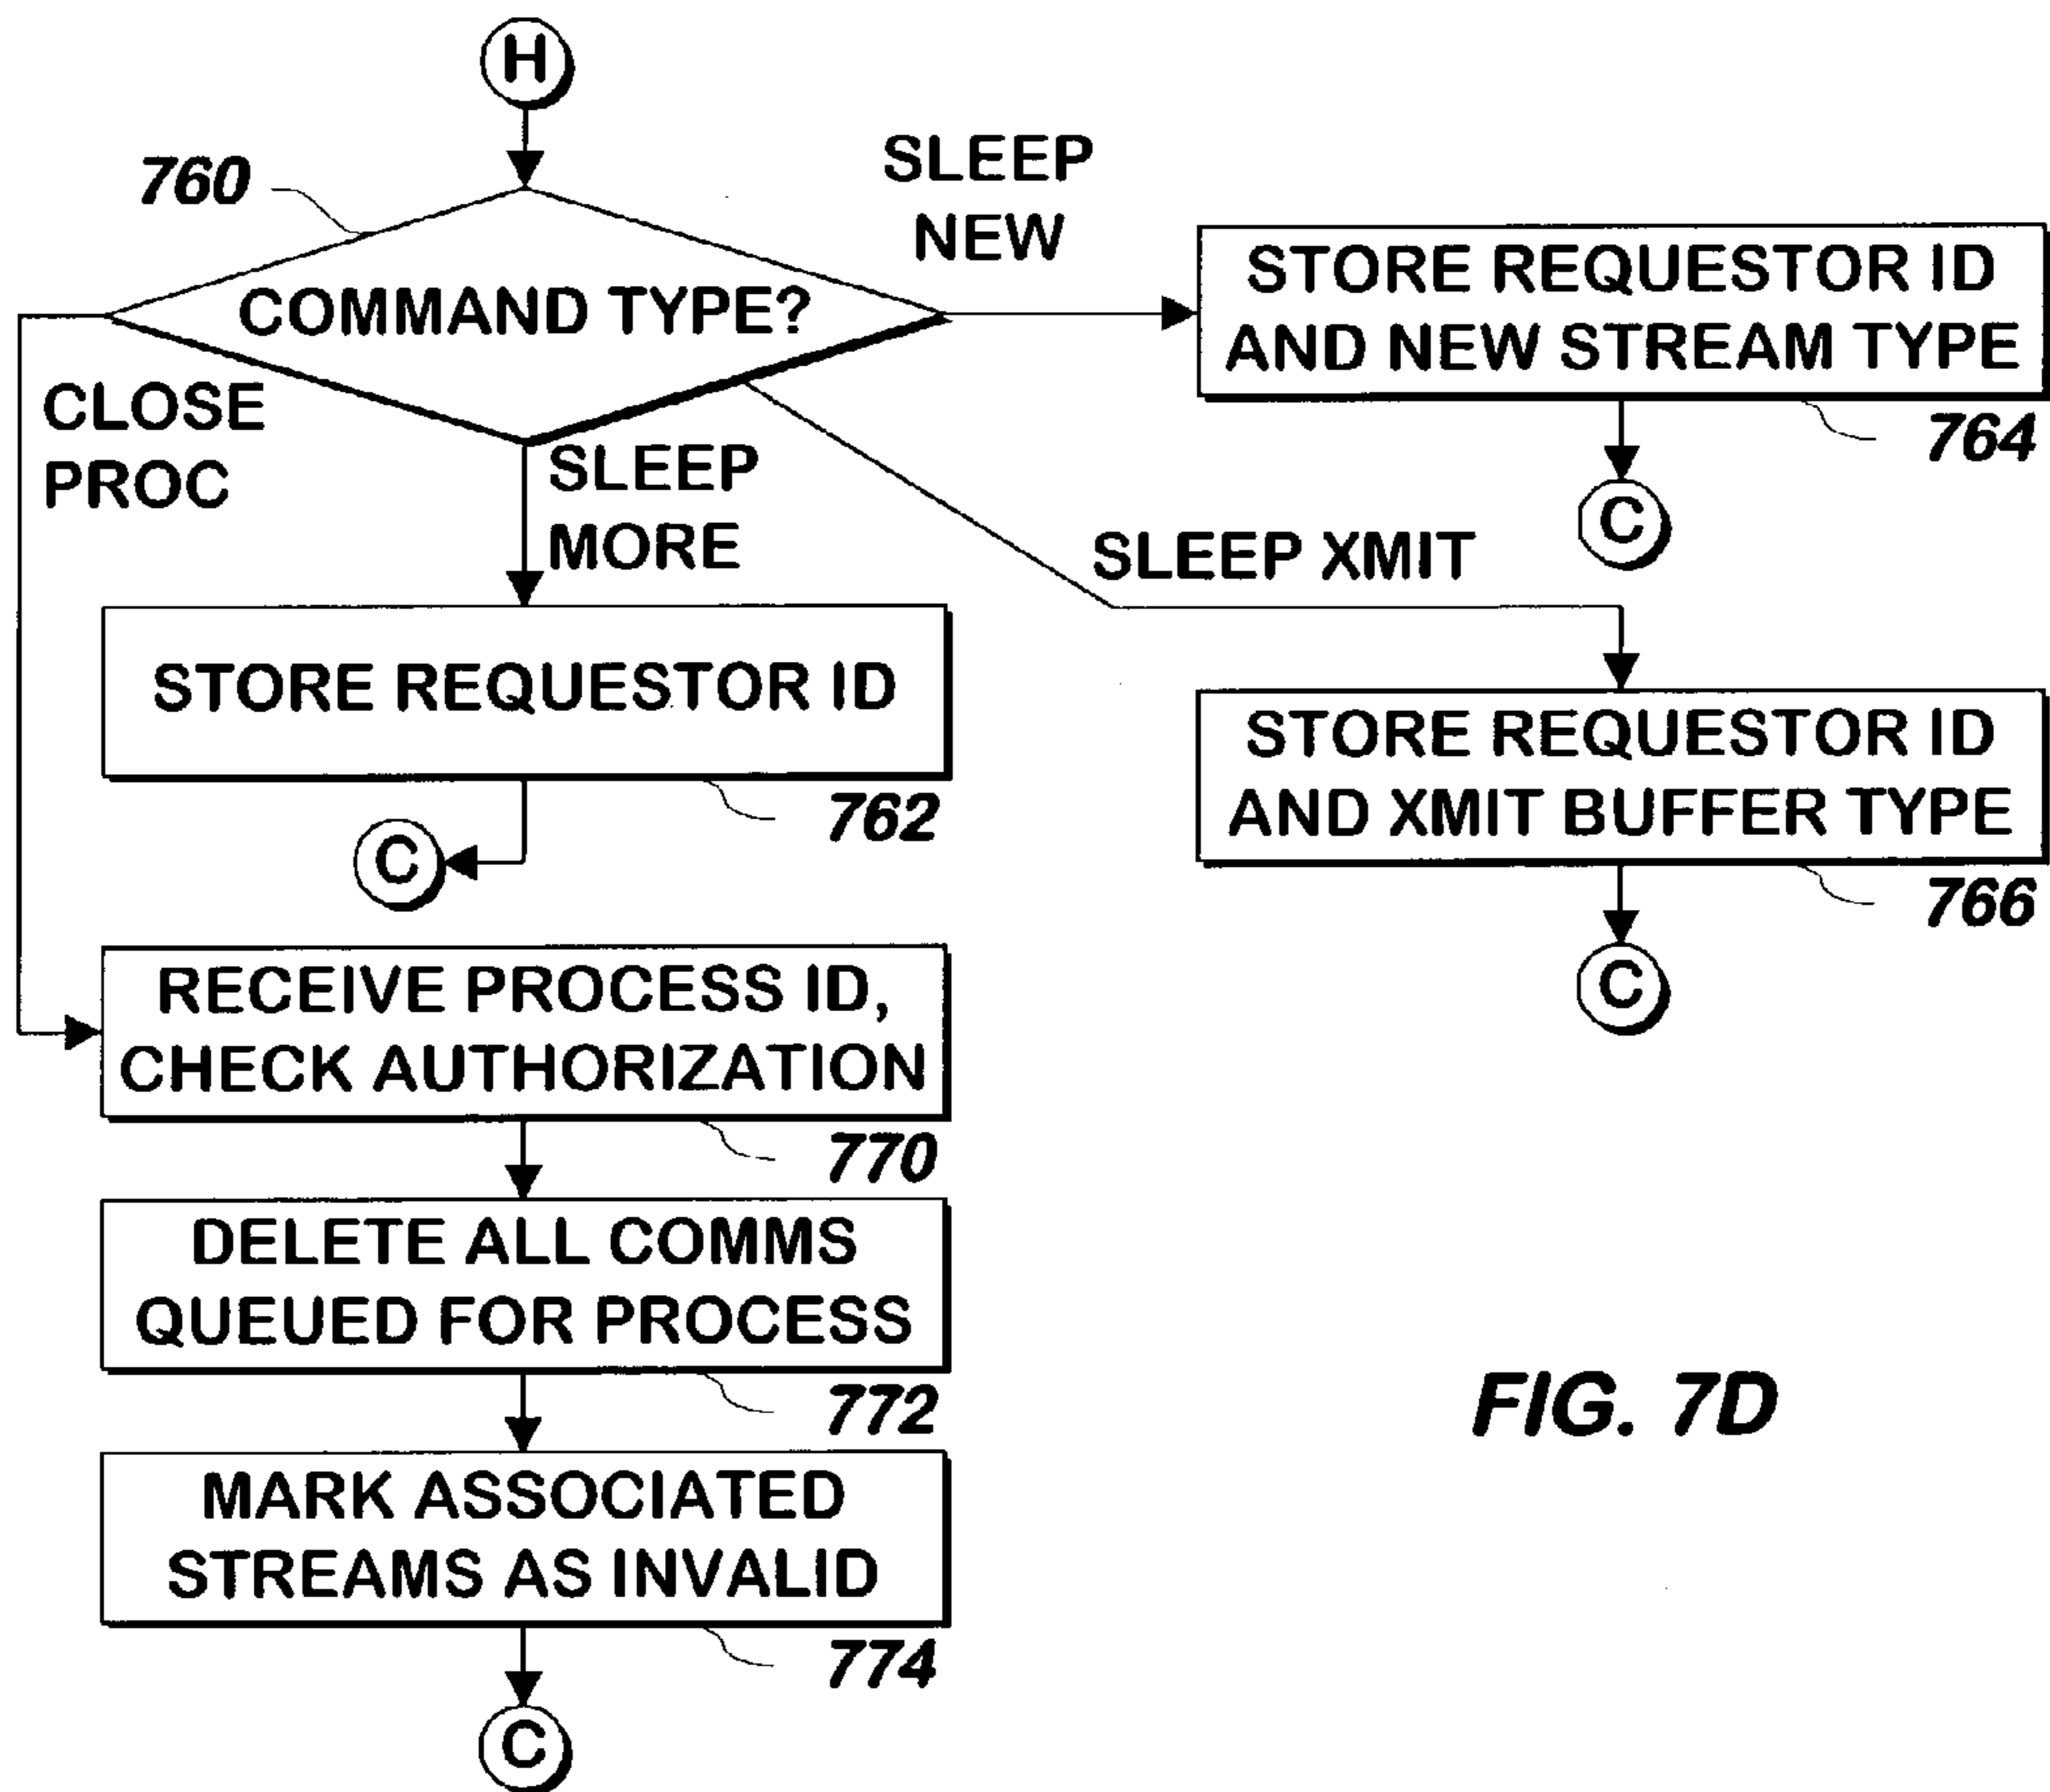 H
760
SLEEP
NEW
COMMAND TYPE?
STORE REQUESTOR ID
AND NEW STREAM TYPE
764
C
CLOSE
PROC
SLEEP
MORE
SLEEP XMIT
STORE REQUESTOR ID
762
C
STORE REQUESTOR ID
AND XMIT BUFFER TYPE
766
C
RECEIVE PROCESS ID,
CHECK AUTHORIZATION
770
DELETE ALL COMMS
QUEUED FOR PROCESS
772
MARK ASSOCIATED
STREAMS AS INVALID
774
C
FIG. 7D